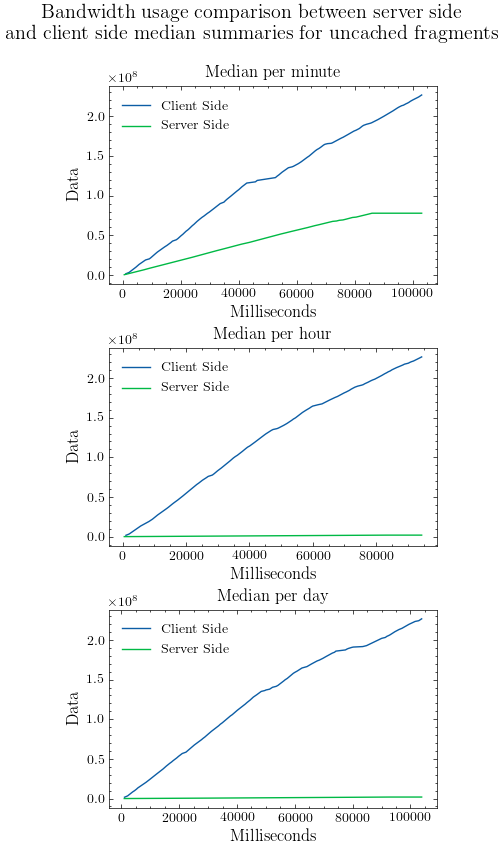 Bandwidth usage comparison between server side
and client side median summaries for uncached fragments
Median per minute
×10⁸
Client Side
Server Side
2.0
1.5
1.0
0.5
0.0
Data
0 20000 40000 60000 80000 100000
Milliseconds
Median per hour
×10⁸
Client Side
Server Side
2.0
1.5
1.0
0.5
0.0
Data
0 20000 40000 60000 80000
Milliseconds
Median per day
×10⁸
Client Side
Server Side
2.0
1.5
1.0
0.5
0.0
Data
0 20000 40000 60000 80000 100000
Milliseconds